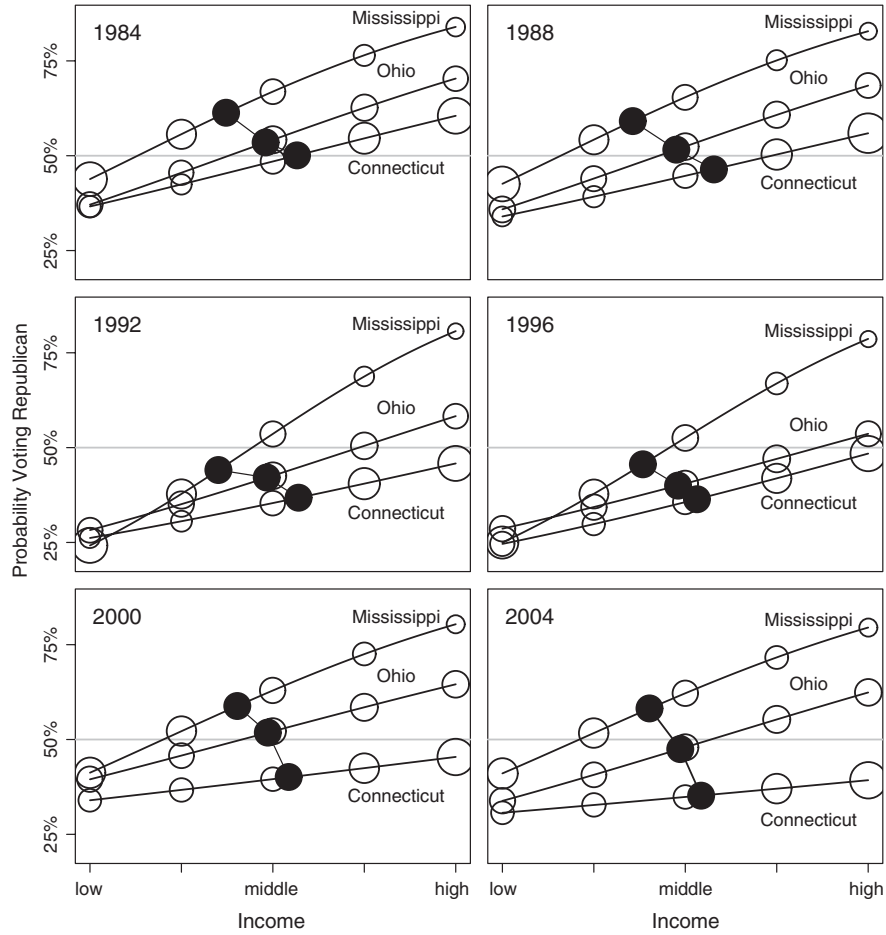 1984
Mississippi
Ohio
Connecticut
75%
50%
25%
1988
Mississippi
Ohio
Connecticut
1992
Mississippi
Ohio
Connecticut
75%
50%
25%
1996
Mississippi
Ohio
Connecticut
Probability Voting Republican
2000
Mississippi
Ohio
Connecticut
75%
50%
25%
low
middle
high
Income
2004
Mississippi
Ohio
Connecticut
low
middle
high
Income